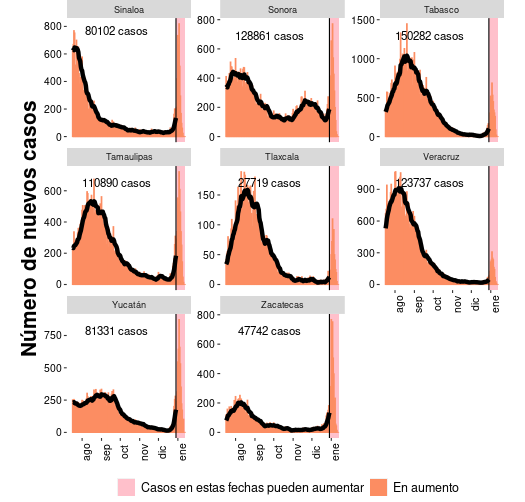 Número de nuevos casos
Sinaloa
80102 casos
800
600
400
200
0
Sonora
128861 casos
800
600
400
200
0
Tabasco
150282 casos
1500
1000
500
0
Tamaulipas
110890 casos
600
400
200
0
Tlaxcala
27719 casos
150
100
50
0
Veracruz
123737 casos
900
600
300
0
ago sep oct nov dic ene
Yucatán
81331 casos
750
500
250
0
ago sep oct nov dic ene
Zacatecas
47742 casos
800
600
400
200
0
ago sep oct nov dic ene
Casos en estas fechas pueden aumentar
En aumento